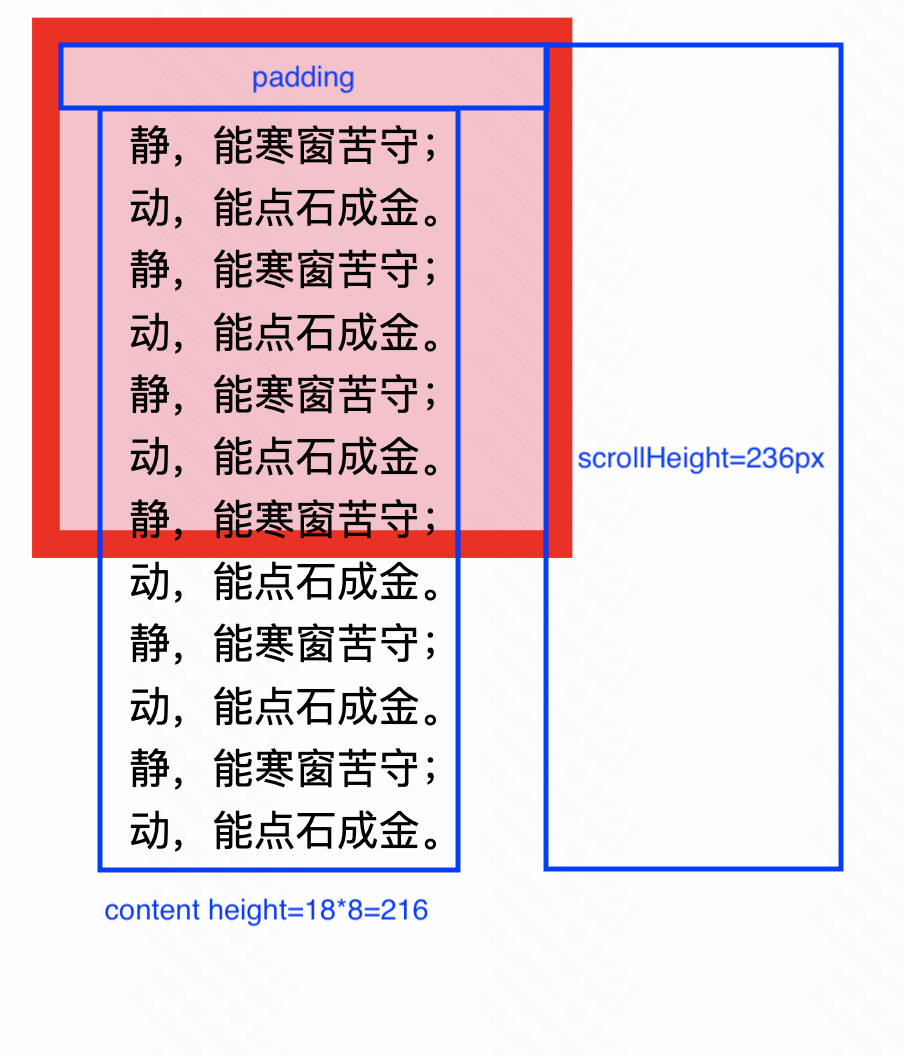 padding
静，能寒窗苦守；
动，能点石成金。
静，能寒窗苦守；
动，能点石成金。
静，能寒窗苦守；
动，能点石成金。
scrollHeight=236px
静，能寒窗苦守；
动，能点石成金。
静，能寒窗苦守；
动，能点石成金。
静，能寒窗苦守；
动，能点石成金。
content height=18*8=216